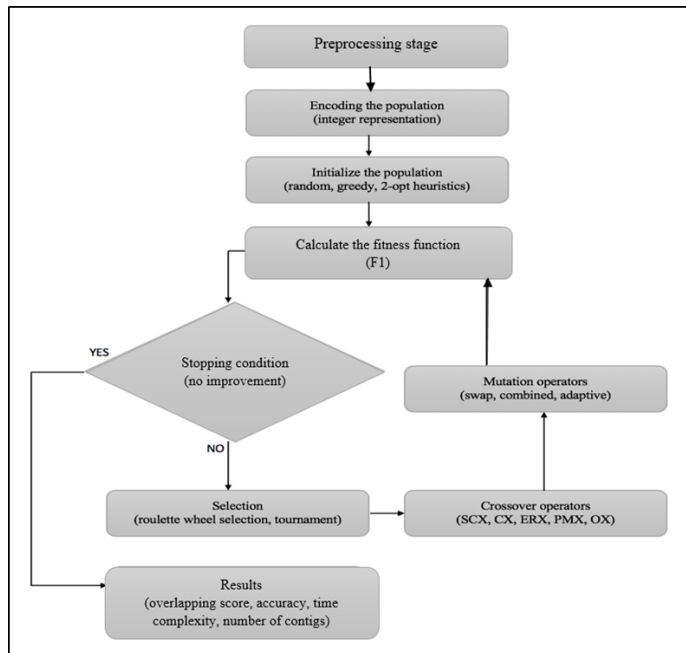 Preprocessing stage
Encoding the population
(integer representation)
Initialize the population
(random, greedy, 2-opt heuristics)
Calculate the fitness function
(F1)
YES
Stopping condition
(no improvement)
NO
Mutation operators
(swap, combined, adaptive)
Selection
(roulette wheel selection, tournament)
Crossover operators
(SCX, CX, ERX, PMX, OX)
Results
(overlapping score, accuracy, time
complexity, number of contigs)